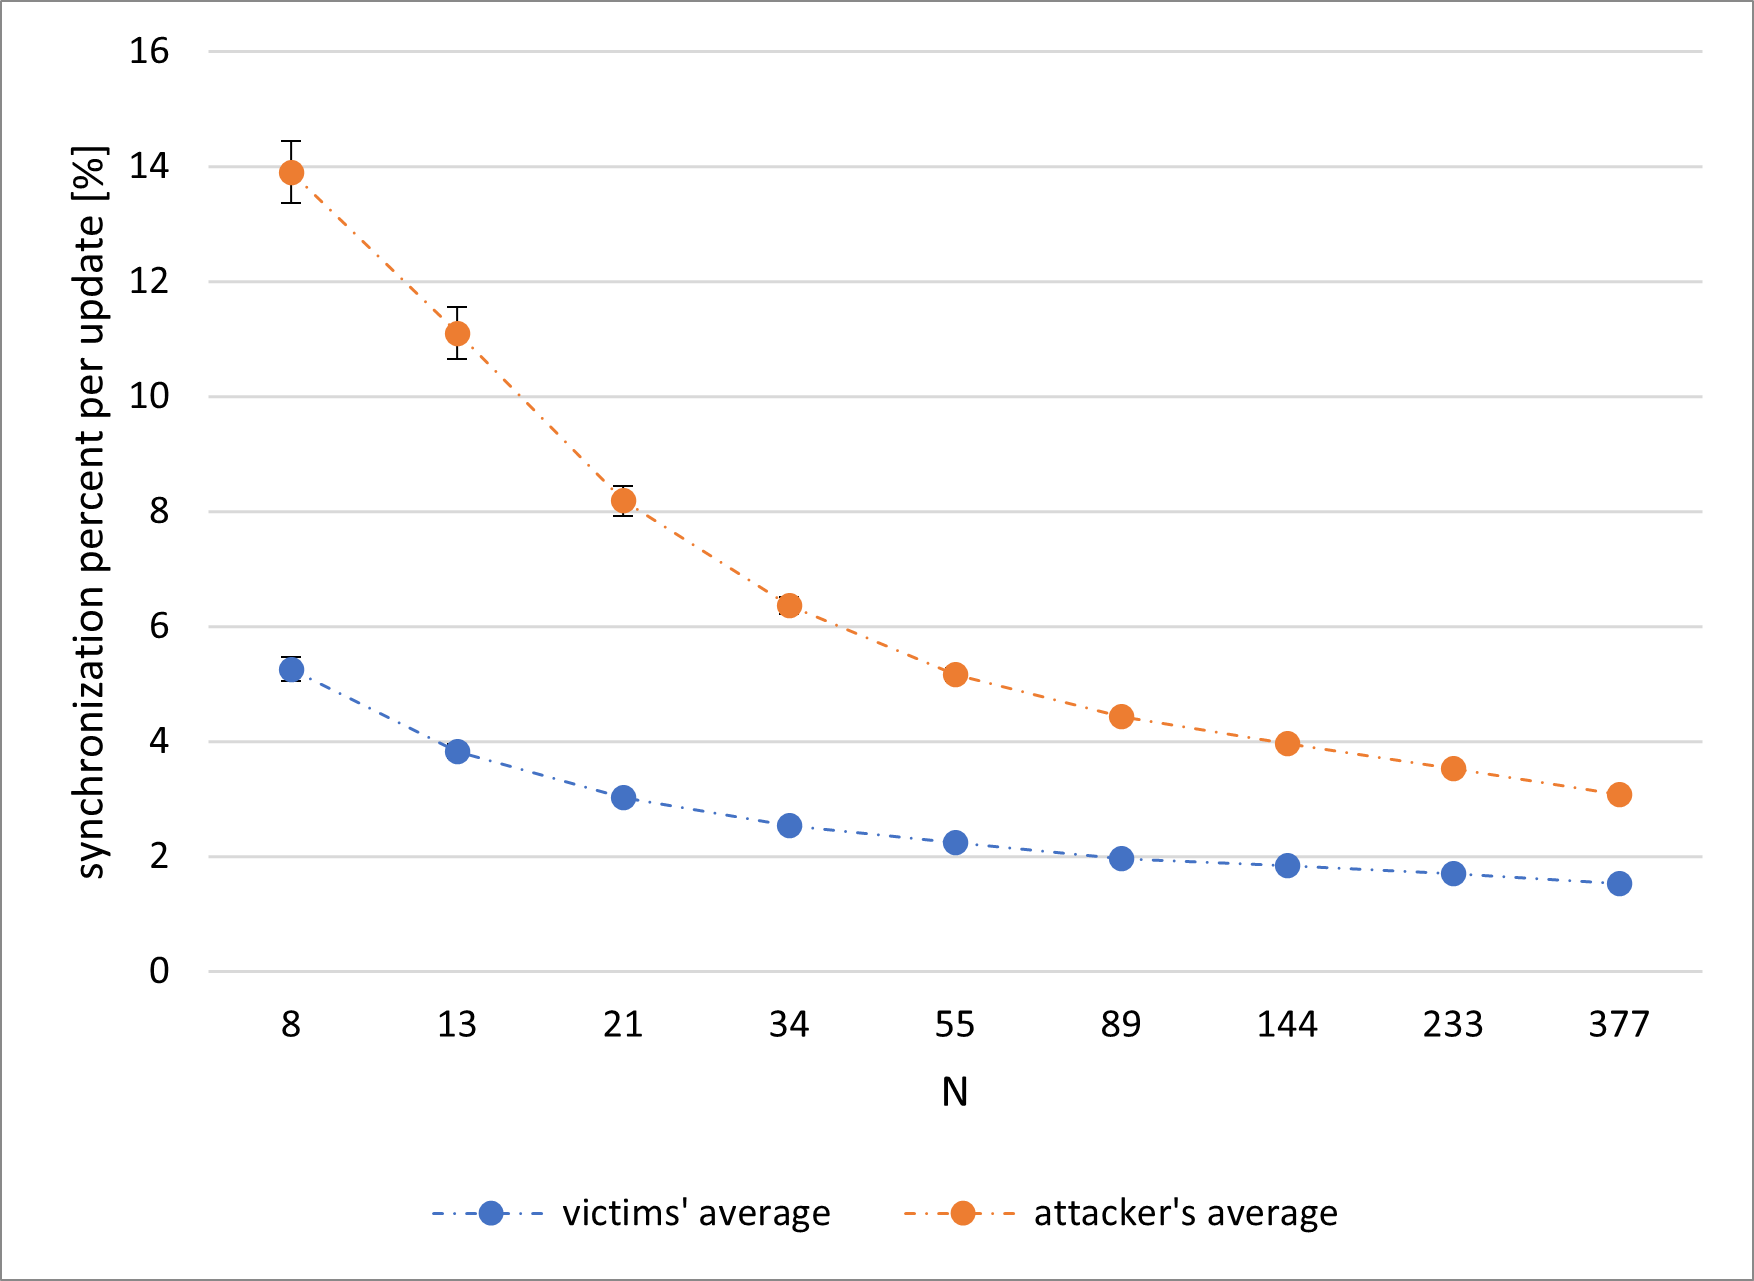 synchronization percent per update [%]
16
14
12
10
8
6
4
2
0
8 13 21 34 55 89 144 233 377
N
victims' average attacker's average